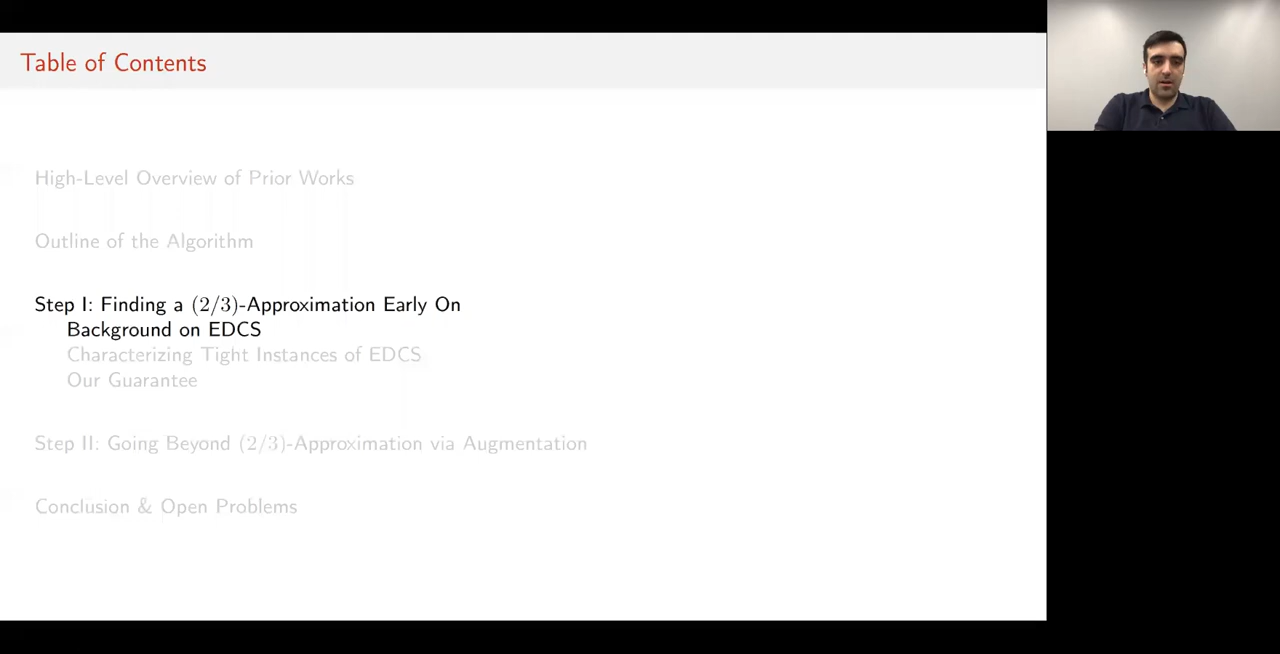 Table of Contents
High-Level Overview of Prior Works
Outline of the Algorithm
Step I: Finding a (2/3)-Approximation Early On
Background on EDCS
Characterizing Tight Instances of EDCS
Our Guarantee
Step II: Going Beyond (2/3)-Approximation via Augmentation
Conclusion & Open Problems